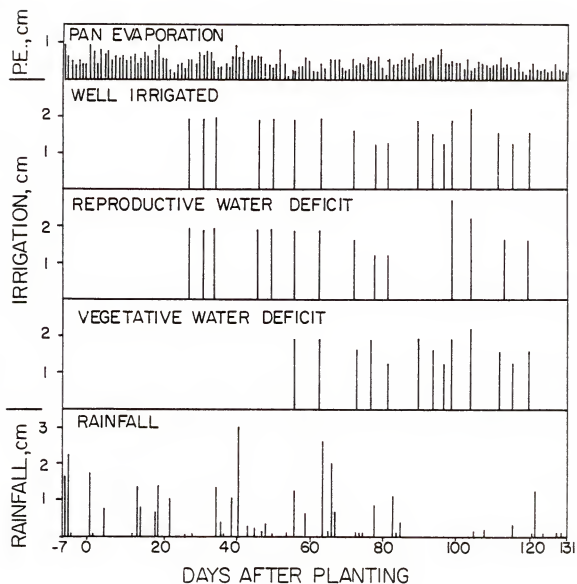 PAN EVAPORATION
P.E., cm
1
WELL IRRIGATED
2
1
IRRIGATION, cm
REPRODUCTIVE WATER DEFICIT
2
1
VEGETATIVE WATER DEFICIT
2
1
RAINFALL
RAINFALL, cm
3
2
1
-7 0 20 40 60 80 100 120 131
DAYS AFTER PLANTING